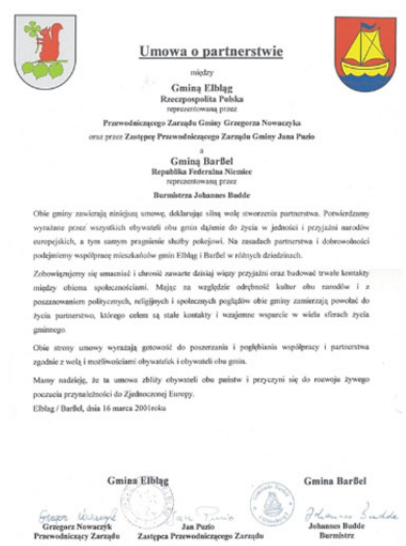 Umowa o partnerstwie
między
Gminą Elbląg
Rzeczpospolita Polska
reprezentowaną przez
Przewodniczącego Zarządu Gminy Grzegorza Nowaczyka
oraz przez Zastępcę Przewodniczącego Zarządu Gminy Jana Puzio
a
Gminą Barßel
Republika Federalna Niemiec
reprezentowaną przez
Burmistrza Johannes Budde
Obie gminy zawierają niniejszą umowę, deklarując silną wolę stworzenia partnerstwa. Potwierdzamy
wyrażane przez wszystkich obywateli obu gmin dążenie do życia w jedności i przyjaźni narodów
europejskich, a tym samym pragnienie służby pokojowi. Na zasadach partnerstwa i dobrowolności
podejmiemy współpracę mieszkańców gmin Elbląg i Barßel w różnych dziedzinach.
Zobowiązujemy się umacniać i chronić zawarte dzisiaj więzy przyjaźni oraz budować trwałe kontakty
między obiema społecznościami. Mając na względzie odrębność kultur obu narodów i z
poszanowaniem politycznych, religijnych i społecznych poglądów obie gminy zamierzają powołać do
życia partnerstwo, którego celem są stałe kontakty i wzajemne wsparcie w wielu sferach życia
gminnego.
Obie strony umowy wyrażają gotowość do poszerzania i pogłębiania współpracy i partnerstwa
zgodnie z wolą i możliwościami obywatelek i obywateli obu gmin.
Mamy nadzieję, że ta umowa zbliży obywateli obu państw i przyczyni się do rozwoju żywego
poczucia przynależności do Zjednoczonej Europy.
Elbląg / Barßel, dnia 16 marca 2001roku
Gmina Elbląg Gmina Barßel
Grzegorz Nowaczyk Jan Puzio Johannes Budde
Przewodniczący Zarządu Zastępca Przewodniczącego Zarządu Burmistrz